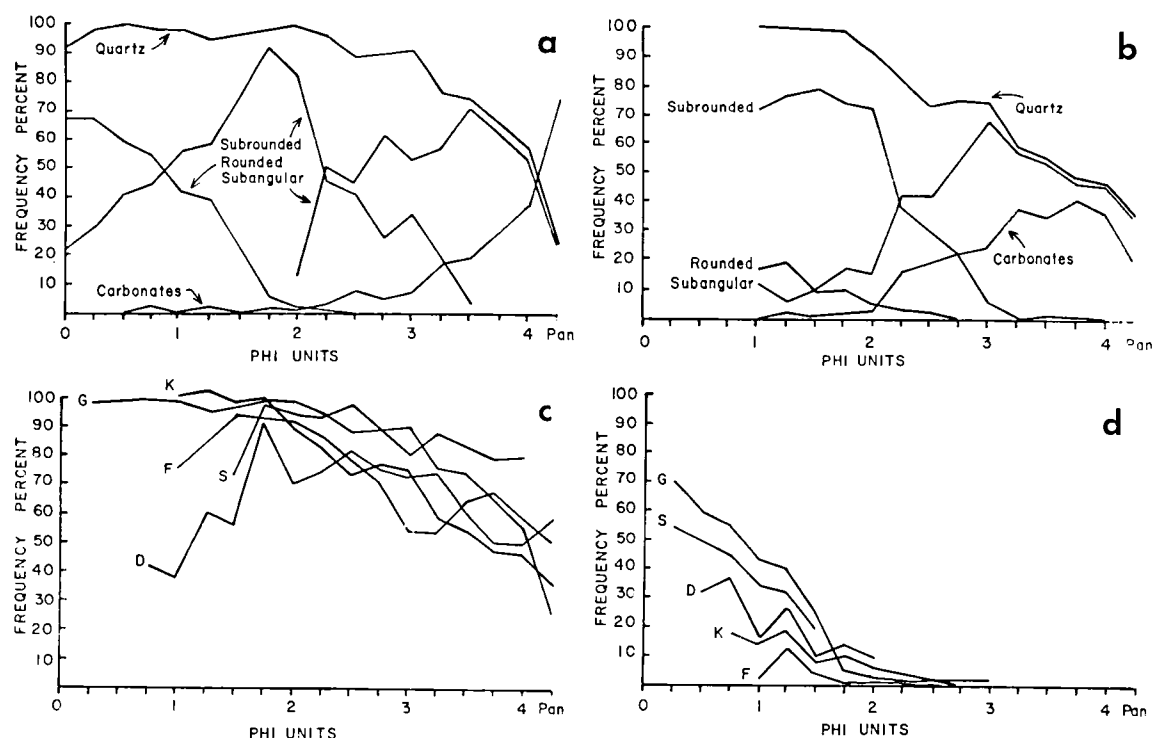 a
FREQUENCY PERCENT
100
90
80
70
60
50
40
30
20
10
Quartz
Subrounded
Rounded
Subangular
Carbonates
0
1
2
3
4
Pan
PHI UNITS
b
FREQUENCY PERCENT
100
90
80
70
60
50
40
30
20
10
Subrounded
Quartz
Rounded
Subangular
Carbonates
0
1
2
3
4
Pan
PHI UNITS
c
FREQUENCY PERCENT
100
90
80
70
60
50
40
30
20
10
K
G
F
S
D
0
1
2
3
4
Pan
PHI UNITS
d
FREQUENCY PERCENT
100
90
80
70
60
50
40
30
20
10
G
S
D
K
F
0
1
2
3
4
Pan
PHI UNITS